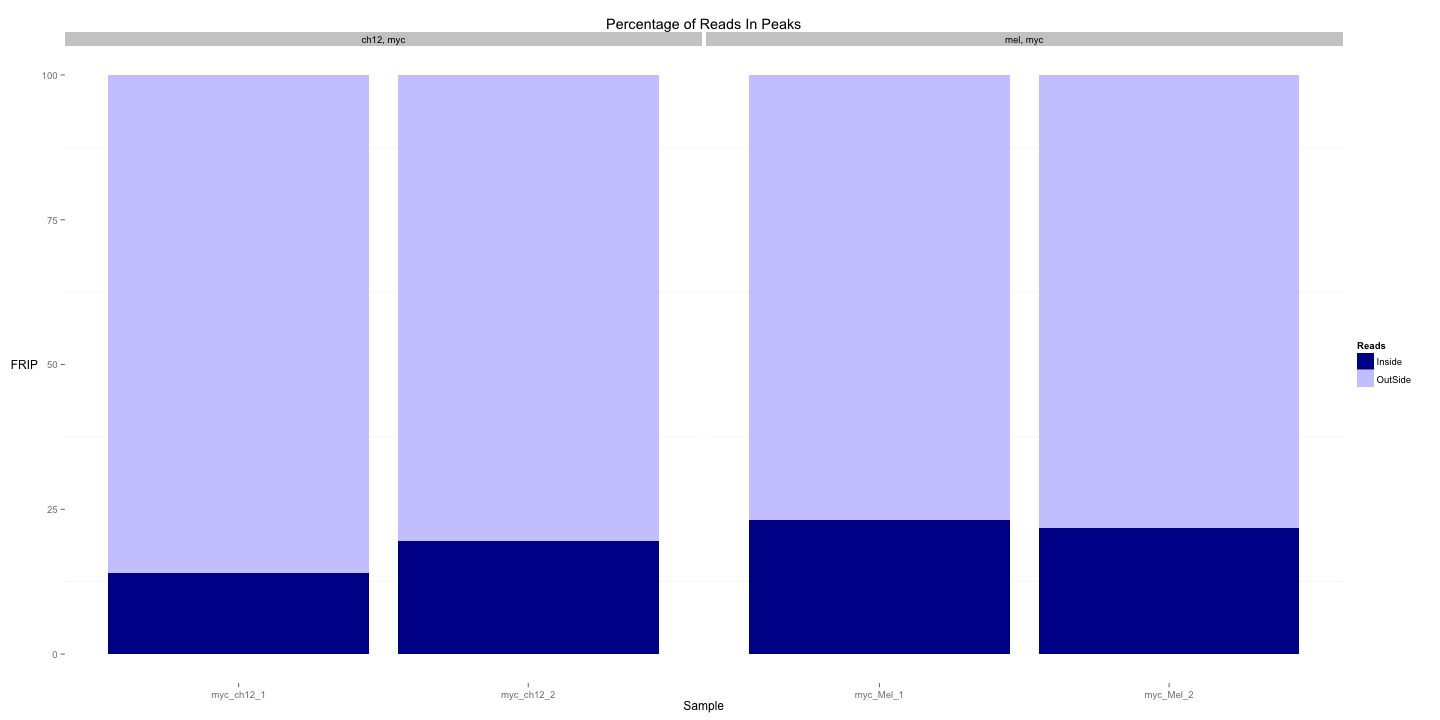 Percentage of Reads In Peaks
ch12, myc
mel, myc
100
75
50
25
0
FRIP
myc_ch12_1
myc_ch12_2
myc_Mel_1
myc_Mel_2
Sample
Reads
Inside
OutSide